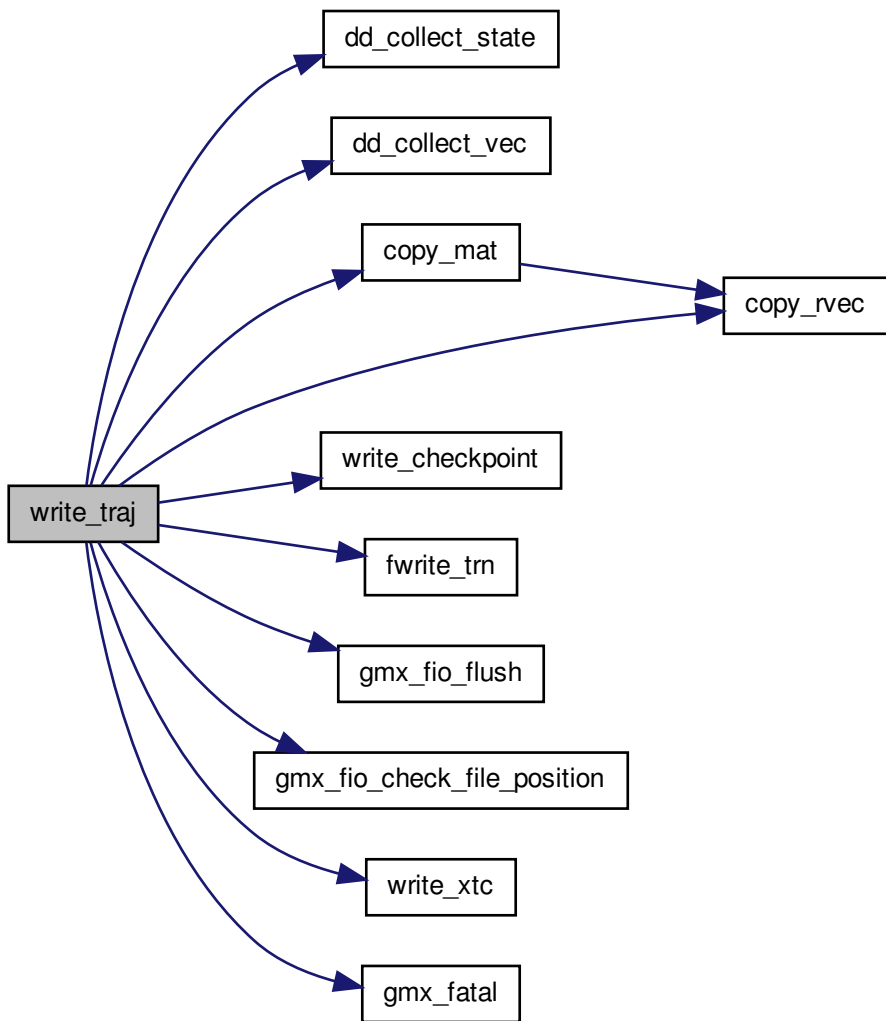 dd_collect_state
dd_collect_vec
copy_mat
copy_rvec
write_checkpoint
write_traj
fwrite_trn
gmx_fio_flush
gmx_fio_check_file_position
write_xtc
gmx_fatal